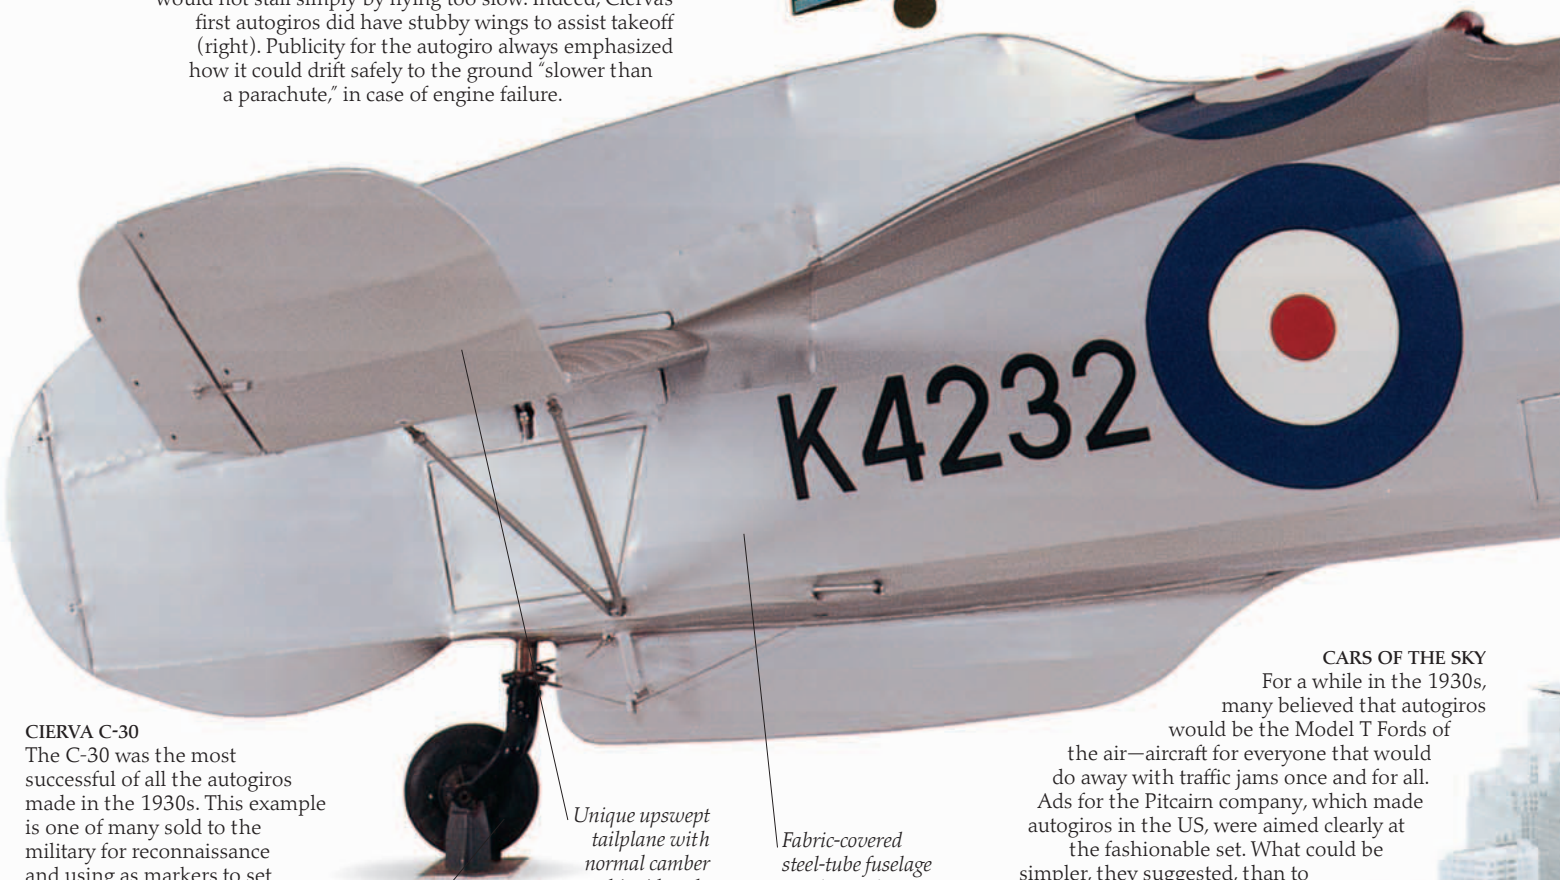 would not stall simply by flying too slow. Indeed, Cierva's
first autogiros did have stubby wings to assist takeoff
(right). Publicity for the autogiro always emphasized
how it could drift safely to the ground “slower than
a parachute,” in case of engine failure.
K4232
CIERVA C-30
The C-30 was the most
successful of all the autogiros
made in the 1930s. This example
is one of many sold to the
military for reconnaissance
and using as markers to set
Unique upswept
tailplane with
normal camber
Fabric-covered
steel-tube fuselage
CARS OF THE SKY
For a while in the 1930s,
many believed that autogiros
would be the Model T Fords of
the air—aircraft for everyone that would
do away with traffic jams once and for all.
Ads for the Pitcairn company, which made
autogiros in the US, were aimed clearly at
the fashionable set. What could be
simpler, they suggested, than to